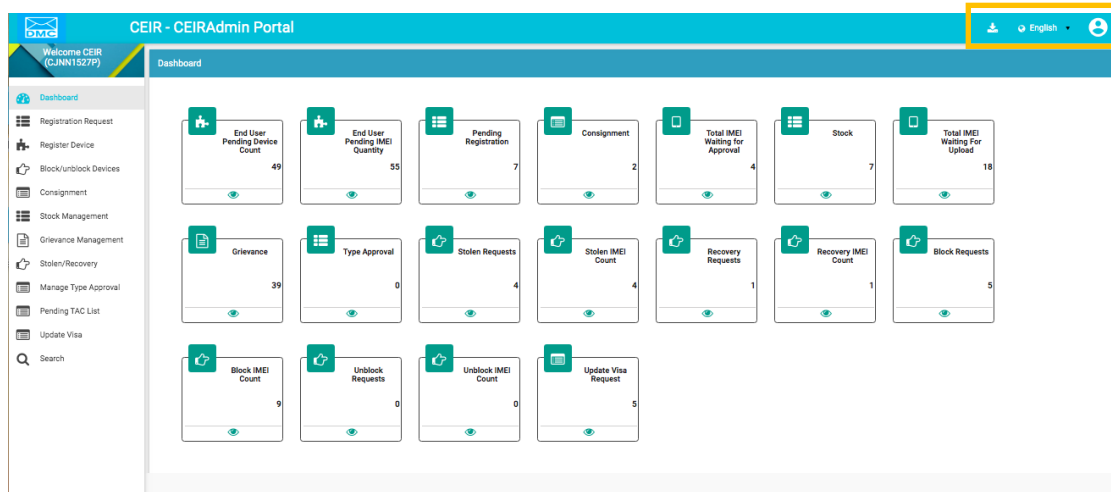 DMC
CEIR - CEIRAdmin Portal
English
Welcome CEIR
(CJNN1527P)
Dashboard
Dashboard
Registration Request
Register Device
Block/unblock Devices
Consignment
Stock Management
Grievance Management
Stolen/Recovery
Manage Type Approval
Pending TAC List
Update Visa
Search
End User
Pending Device
Count
49
End User
Pending IMEI
Quantity
55
Pending
Registration
7
Consignment
2
Total IMEI
Waiting for
Approval
4
Stock
7
Total IMEI
Waiting For
Upload
18
Grievance
39
Type Approval
0
Stolen Requests
4
Stolen IMEI
Count
4
Recovery
Requests
1
Recovery IMEI
Count
1
Block Requests
5
Block IMEI
Count
9
Unblock
Requests
0
Unblock IMEI
Count
0
Update Visa
Request
5